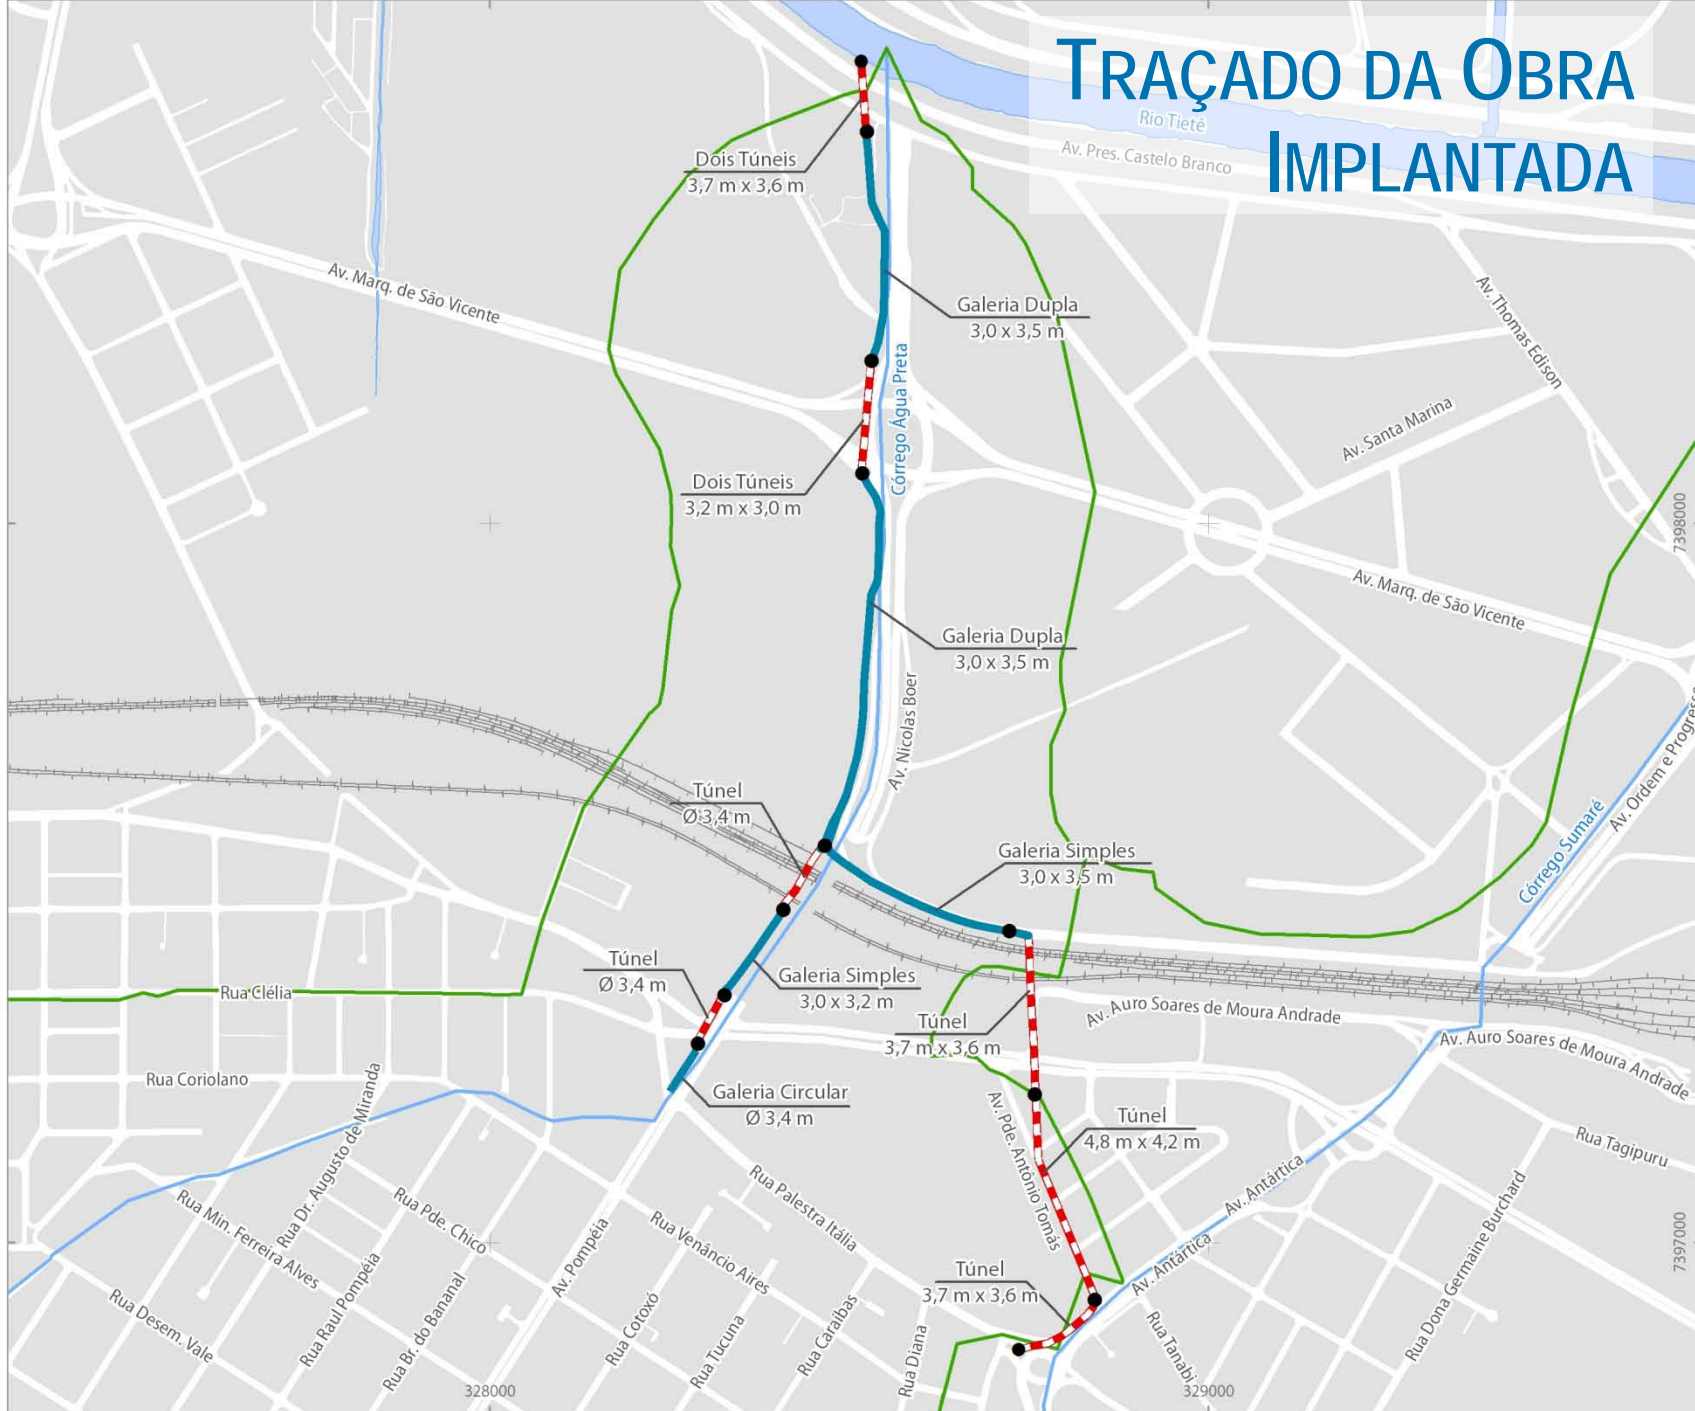 TRAÇADO DA OBRA
IMPLANTADA
Rio Tietê
Av. Pres. Castelo Branco
Dois Túneis
3,7 m x 3,6 m
Av. Marq. de São Vicente
Galeria Dupla
3,0 x 3,5 m
Av. Thomas Edison
Córrego Água Preta
Av. Santa Marina
Dois Túneis
3,2 m x 3,0 m
7398000
Av. Marq. de São Vicente
Galeria Dupla
3,0 x 3,5 m
Av. Nicolas Boer
Av. Ordem e Progresso
Túnel
Ø 3,4 m
Galeria Simples
3,0 x 3,5 m
Córrego Sumaré
Túnel
Ø 3,4 m
Galeria Simples
3,0 x 3,2 m
Rua Clélia
Túnel
3,7 m x 3,6 m
Av. Auro Soares de Moura Andrade
Av. Auro Soares de Moura Andrade
Rua Coriolano
Galeria Circular
Ø 3,4 m
Túnel
4,8 m x 4,2 m
Rua Dr. Augusto de Miranda
Av. Pde. Antônio Tomás
Rua Tagipuru
Rua Min. Ferreira Alves
Rua Pde. Chico
Rua Palestra Itália
Rua Venâncio Aires
Av. Pompéia
Av. Antártica
Av. Antártica
Rua Dona Germaine Burchard
7397000
Rua Desem. Vale
Rua Raul Pompéia
Rua Br. do Bananal
Rua Cotoxó
Rua Tucuna
Rua Caraíbas
Rua Diana
Túnel
3,7 m x 3,6 m
Rua Tanabi
328000
329000